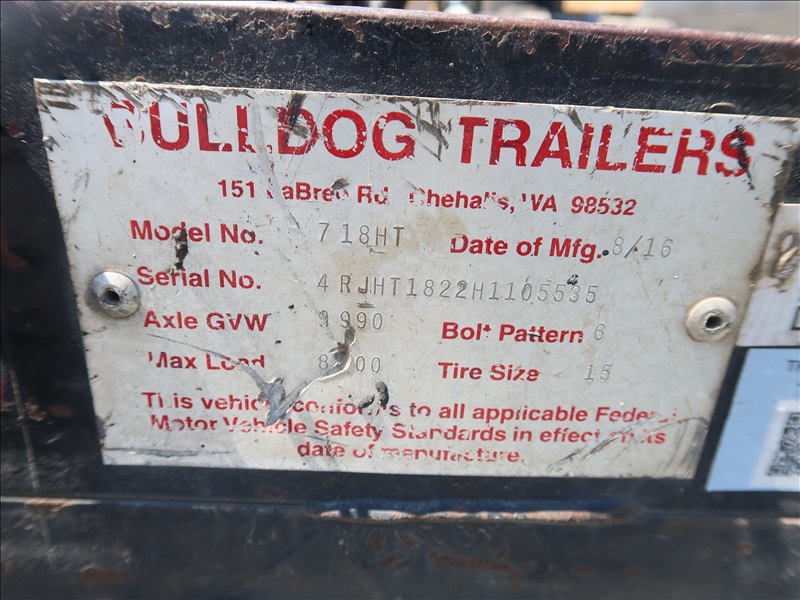 BULLDOG TRAILERS
151 LaBree Rd. Chehalis, WA 98532
Model No. 718HT Date of Mfg. 8/16
Serial No. 4RJHT1822H1105535
Axle GVW 9990 Bolt Pattern 6
Max Load Tire Size 15
This vehicle conforms to all applicable Federal
Motor Vehicle Safety Standards in effect on its
date of manufacture.